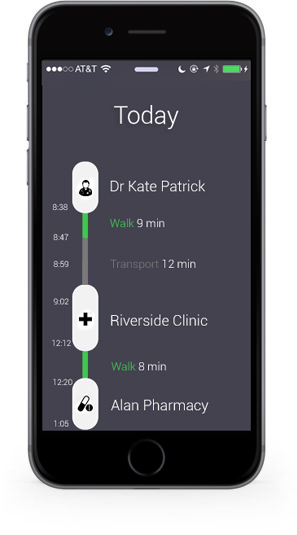 AT&T
Today
Dr Kate Patrick
8:38
Walk 9 min
8:47
8:59
Transport 12 min
9:02
Riverside Clinic
12:12
Walk 8 min
12:20
Alan Pharmacy
1:05